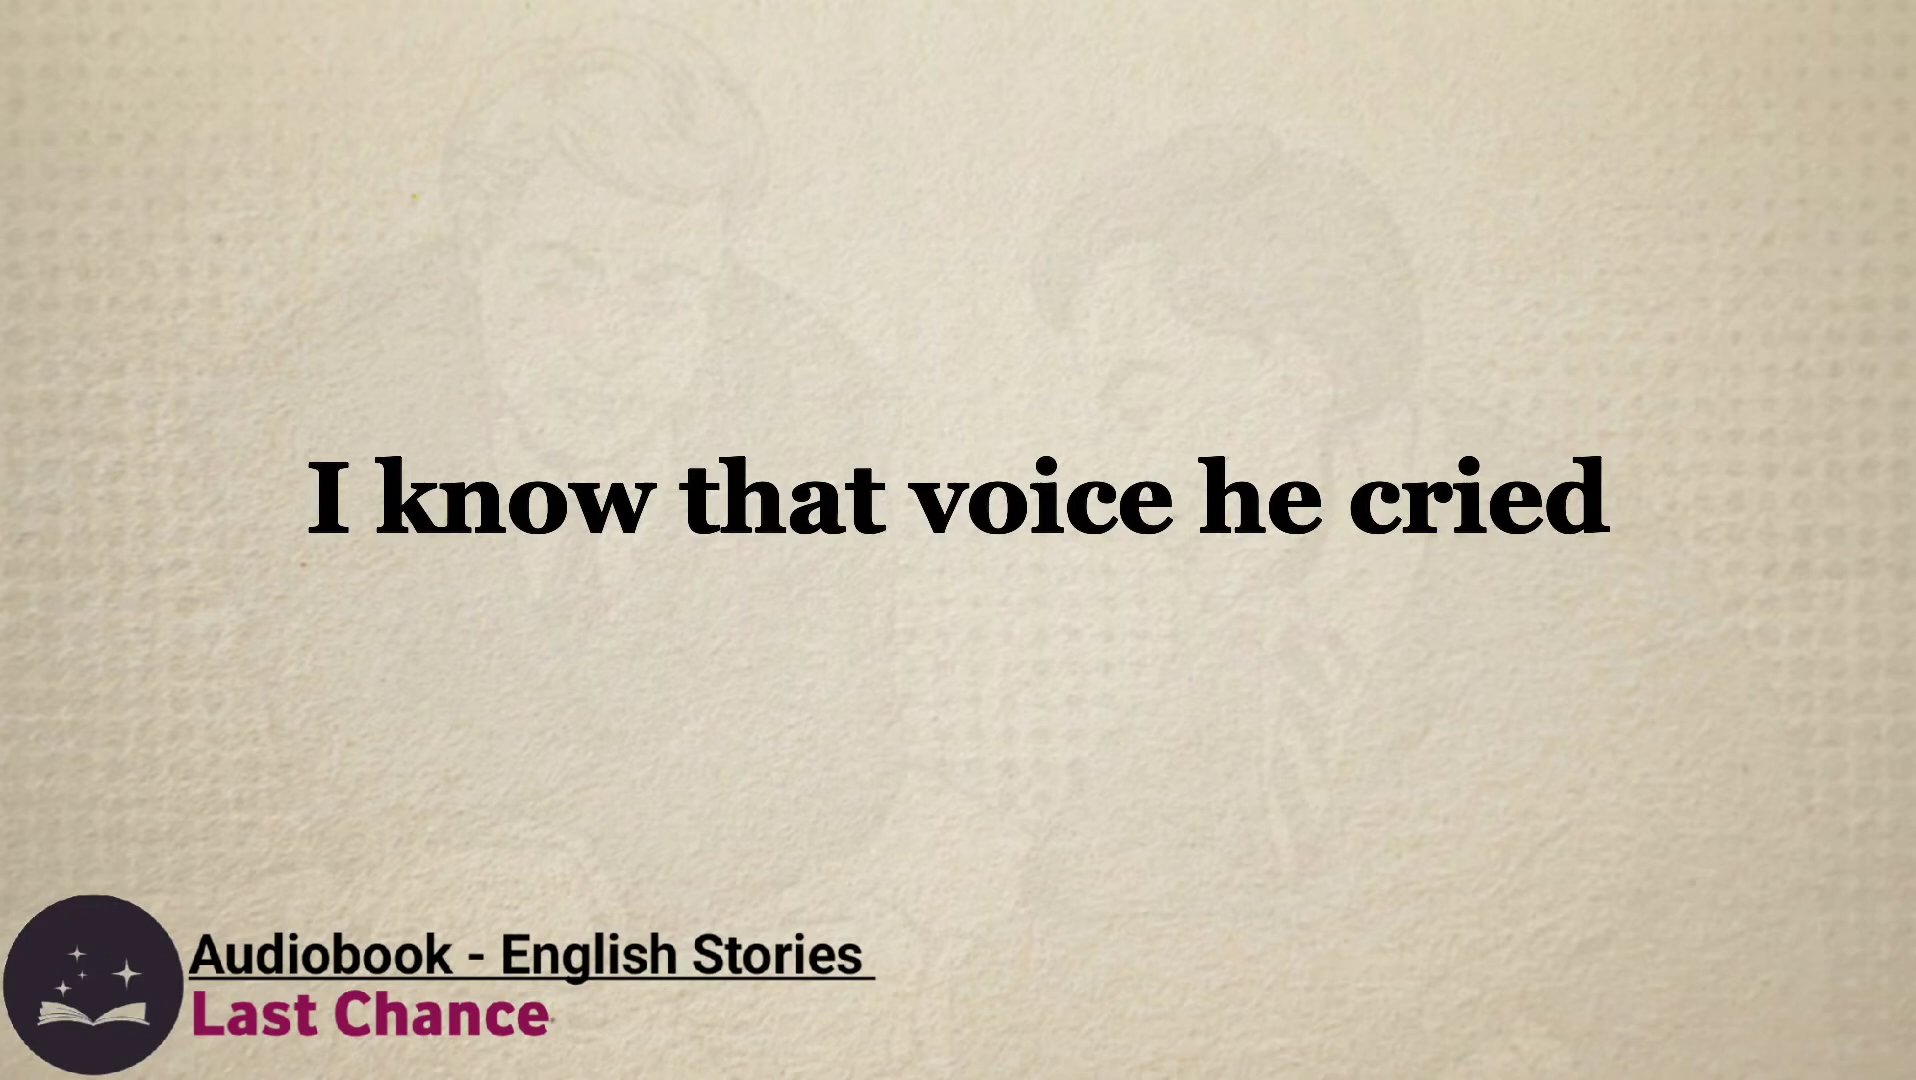 I know that voice he cried
Audiobook - English Stories
Last Chance